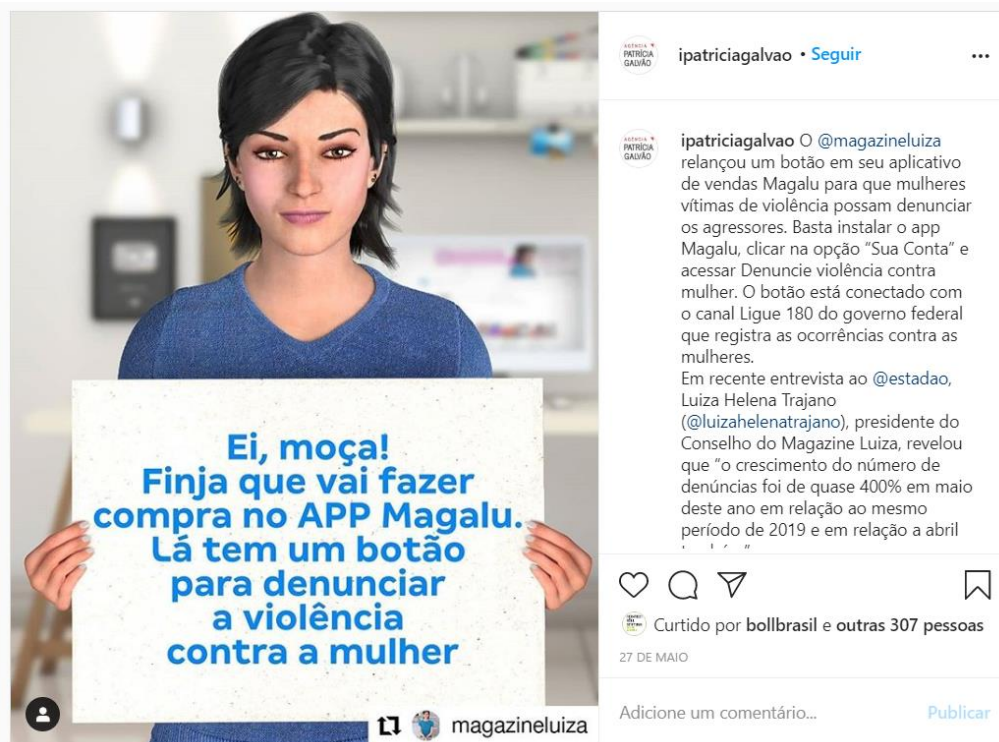 Ei, moça!
Finja que vai fazer
compra no APP Magalu.
Lá tem um botão
para denunciar
a violência
contra a mulher
magazineluiza
AGÊNCIA
PATRÍCIA
GALVÃO
ipatriciagalvao • Seguir
AGÊNCIA
PATRÍCIA
GALVÃO
ipatriciagalvao O @magazineluiza
relançou um botão em seu aplicativo
de vendas Magalu para que mulheres
vítimas de violência possam denunciar
os agressores. Basta instalar o app
Magalu, clicar na opção “Sua Conta” e
acessar Denuncie violência contra
mulher. O botão está conectado com
o canal Ligue 180 do governo federal
que registra as ocorrências contra as
mulheres.
Em recente entrevista ao @estadao,
Luiza Helena Trajano
(@luizahelenatrajano), presidente do
Conselho do Magazine Luiza, revelou
que “o crescimento do número de
denúncias foi de quase 400% em maio
deste ano em relação ao mesmo
período de 2019 e em relação a abril
Curtido por bollbrasil e outras 307 pessoas
27 DE MAIO
Adicione um comentário...
Publicar